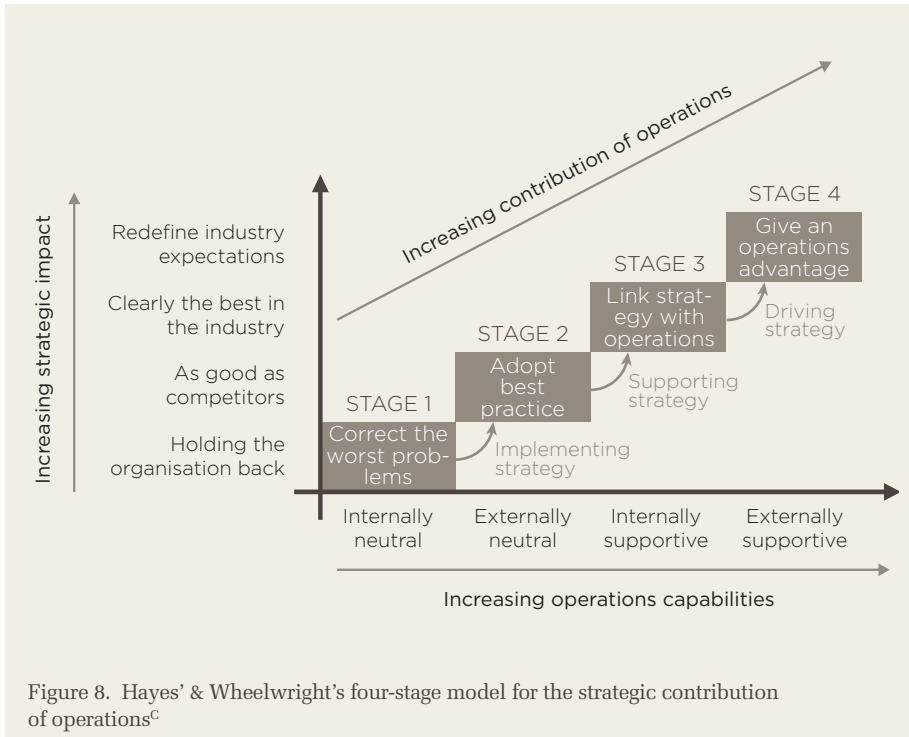 Increasing contribution of operations
Increasing strategic impact
Redefine industry
expectations
Clearly the best in
the industry
As good as
competitors
Holding the
organisation back
STAGE 1
Correct the
worst prob-
lems
Implementing
strategy
STAGE 2
Adopt
best
practice
Supporting
strategy
STAGE 3
Link strat-
egy with
operations
Driving
strategy
STAGE 4
Give an
operations
advantage
Internally
neutral
Externally
neutral
Internally
supportive
Externally
supportive
Increasing operations capabilities
Figure 8. Hayes' & Wheelwright's four-stage model for the strategic contribution
of operationsC